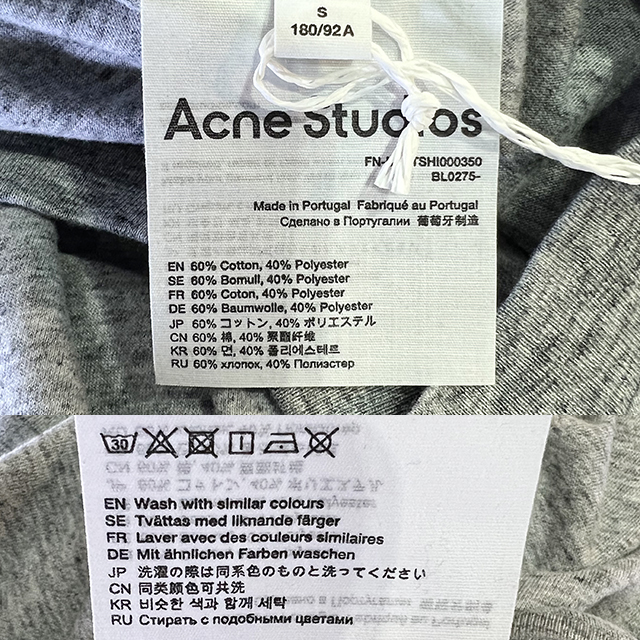 S
180/92A
Acne Studios
TSHI000350
BL0275-
Made in Portugal Fabriqué au Portugal
Сделано в Португалии 葡萄牙制造
EN 60% Cotton, 40% Polyester
SE 60% Bomull, 40% Polyester
FR 60% Coton, 40% Polyester
DE 60% Baumwolle, 40% Polyester
JP 60% コットン, 40% ポリエステル
CN 60% 棉, 40% 聚酯纤维
KR 60% 면, 40% 폴리에스테르
RU 60% хлопок, 40% Полиэстер
30
EN Wash with similar colours
SE Tvättas med liknande färger
FR Laver avec des couleurs similaires
DE Mit ähnlichen Farben waschen
JP 洗濯の際は同系色のものと洗ってください
CN 同类颜色可共洗
KR 비슷한 색과 함께 세탁
RU Стирать с подобными цветами